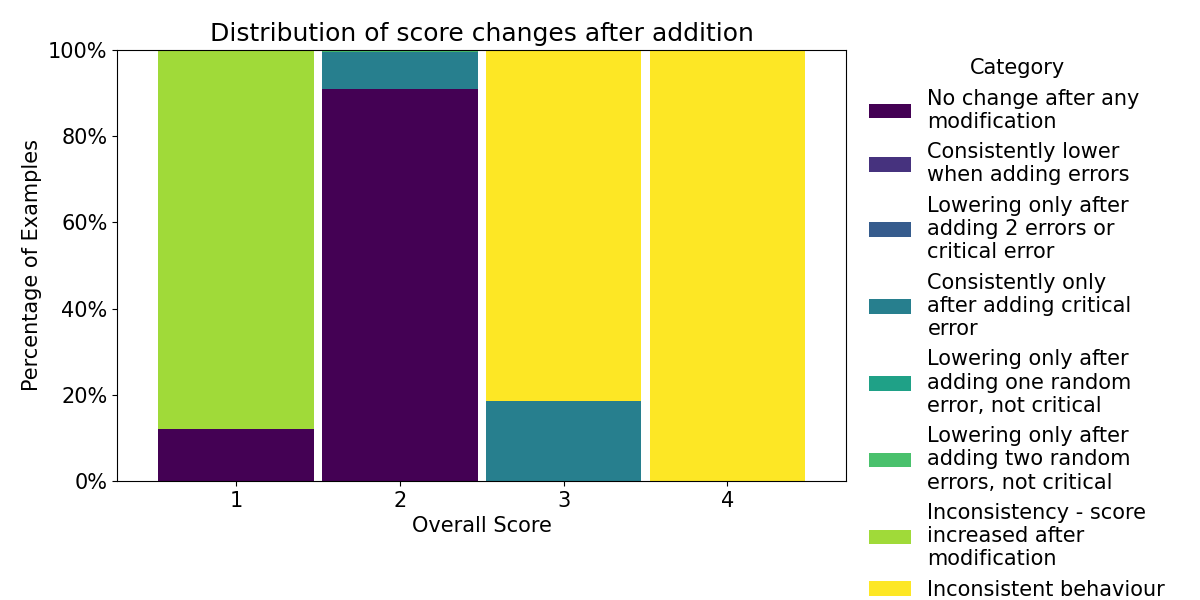 Distribution of score changes after addition
100%
80%
60%
40%
20%
0%
Percentage of Examples
1
2
3
4
Overall Score
Category
No change after any
modification
Consistently lower
when adding errors
Lowering only after
adding 2 errors or
critical error
Consistently only
after adding critical
error
Lowering only after
adding one random
error, not critical
Lowering only after
adding two random
errors, not critical
Inconsistency - score
increased after
modification
Inconsistent behaviour